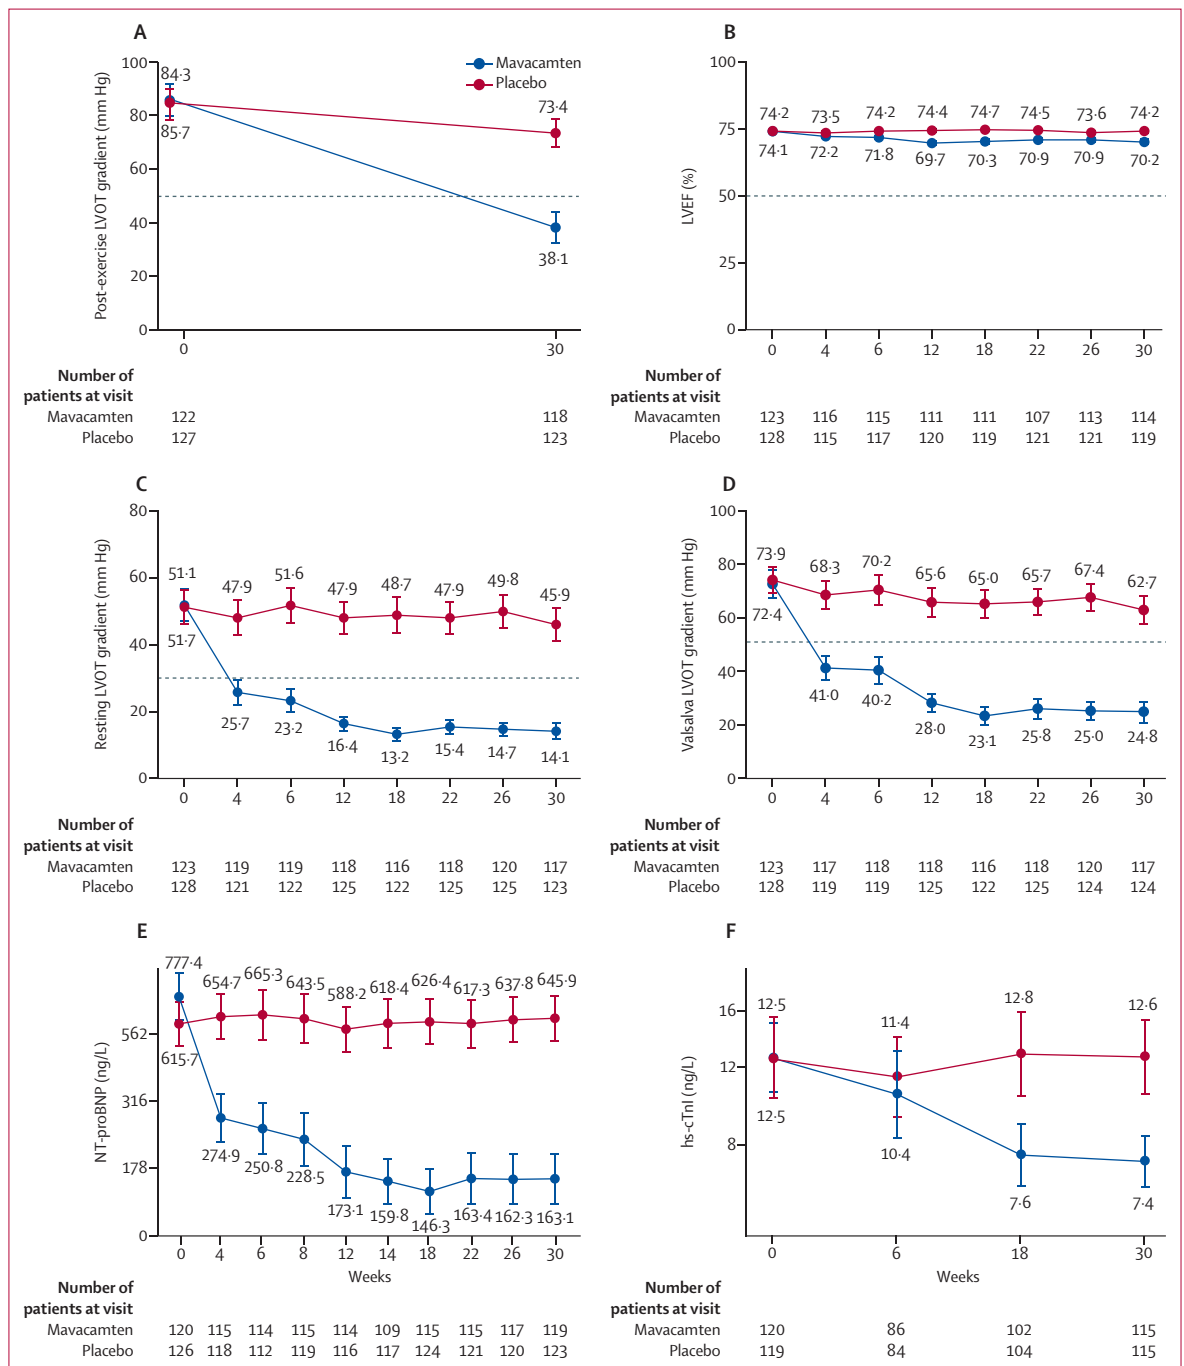 A
Mavacamten
Placebo
Post-exercise LVOT gradient (mm Hg)
100
80
60
40
20
0
84·3
85·7
73·4
38·1
0 30
Number of
patients at visit
Mavacamten 122 118
Placebo 127 123
B
LVEF (%)
100
75
50
25
0
74·2 73·5 74·2 74·4 74·7 74·5 73·6 74·2
74·1 72·2 71·8 69·7 70·3 70·9 70·9 70·2
0 4 6 12 18 22 26 30
Number of
patients at visit
Mavacamten 123 116 115 111 111 107 113 114
Placebo 128 115 117 120 119 121 121 119
C
Resting LVOT gradient (mm Hg)
80
60
40
20
0
51·1 47·9 51·6 47·9 48·7 47·9 49·8 45·9
51·7 25·7 23·2 16·4 13·2 15·4 14·7 14·1
0 4 6 12 18 22 26 30
Number of
patients at visit
Mavacamten 123 119 119 118 116 118 120 117
Placebo 128 121 122 125 122 125 125 123
D
Valsalva LVOT gradient (mm Hg)
100
80
60
40
20
0
73·9 68·3 70·2 65·6 65·0 65·7 67·4 62·7
72·4 41·0 40·2 28·0 23·1 25·8 25·0 24·8
0 4 6 12 18 22 26 30
Number of
patients at visit
Mavacamten 123 117 118 118 116 118 120 117
Placebo 128 119 119 125 122 125 124 124
E
NT-proBNP (ng/L)
562
316
178
0
777·4 654·7 665·3 643·5 588·2 618·4 626·4 617·3 637·8 645·9
615·7 274·9 250·8 228·5 173·1 159·8 146·3 163·4 162·3 163·1
0 4 6 8 12 14 18 22 26 30
Weeks
Number of
patients at visit
Mavacamten 120 115 114 115 114 109 115 115 117 119
Placebo 126 118 112 119 116 117 124 121 120 123
F
hs-cTnI (ng/L)
16
12
8
12·5 11·4 12·8 12·6
12·5 10·4 7·6 7·4
0 6 18 30
Weeks
Number of
patients at visit
Mavacamten 120 86 102 115
Placebo 119 84 104 115